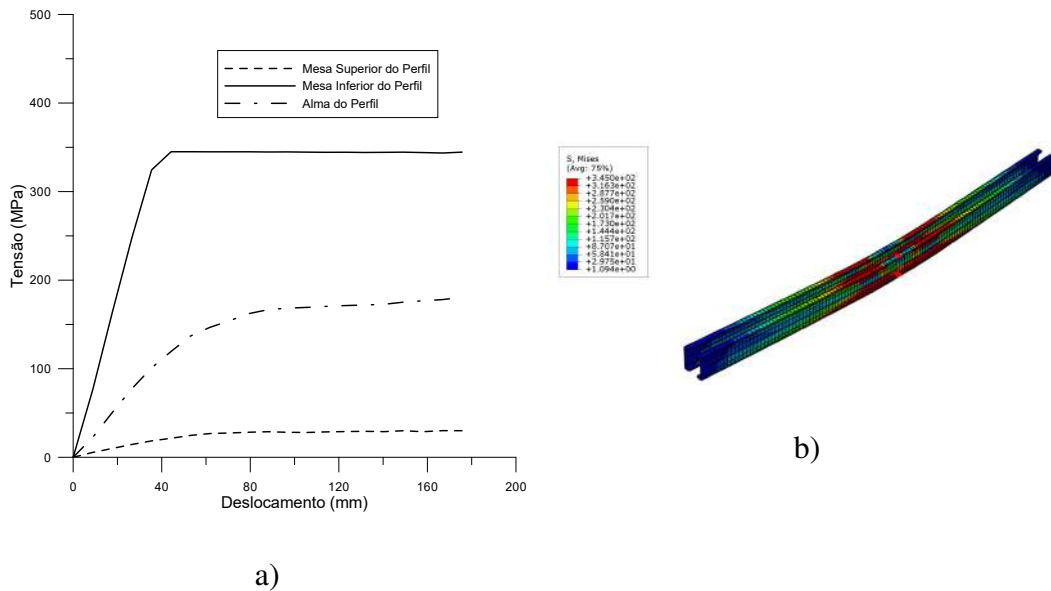 500
400
300
200
100
0
Tensão (MPa)
0 40 80 120 160 200
Deslocamento (mm)
Mesa Superior do Perfil
Mesa Inferior do Perfil
Alma do Perfil
a)
S, Mises
(Avg: 75%)
+3.450e+02
+3.163e+02
+2.877e+02
+2.590e+02
+2.304e+02
+2.017e+02
+1.730e+02
+1.444e+02
+1.157e+02
+8.707e+01
+5.841e+01
+2.975e+01
+1.094e+00
b)